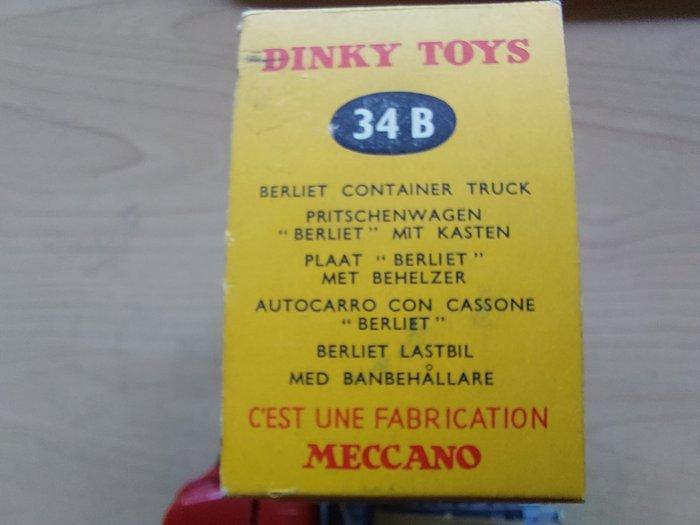 DINKY TOYS
34 B
BERLIET CONTAINER TRUCK
PRITSCHENWAGEN
"BERLIET" MIT KASTEN
PLAAT "BERLIET"
MET BEHELZER
AUTOCARRO CON CASSONE
"BERLIET"
BERLIET LASTBIL
MED BANBEHÅLLARE
C'EST UNE FABRICATION
MECCANO